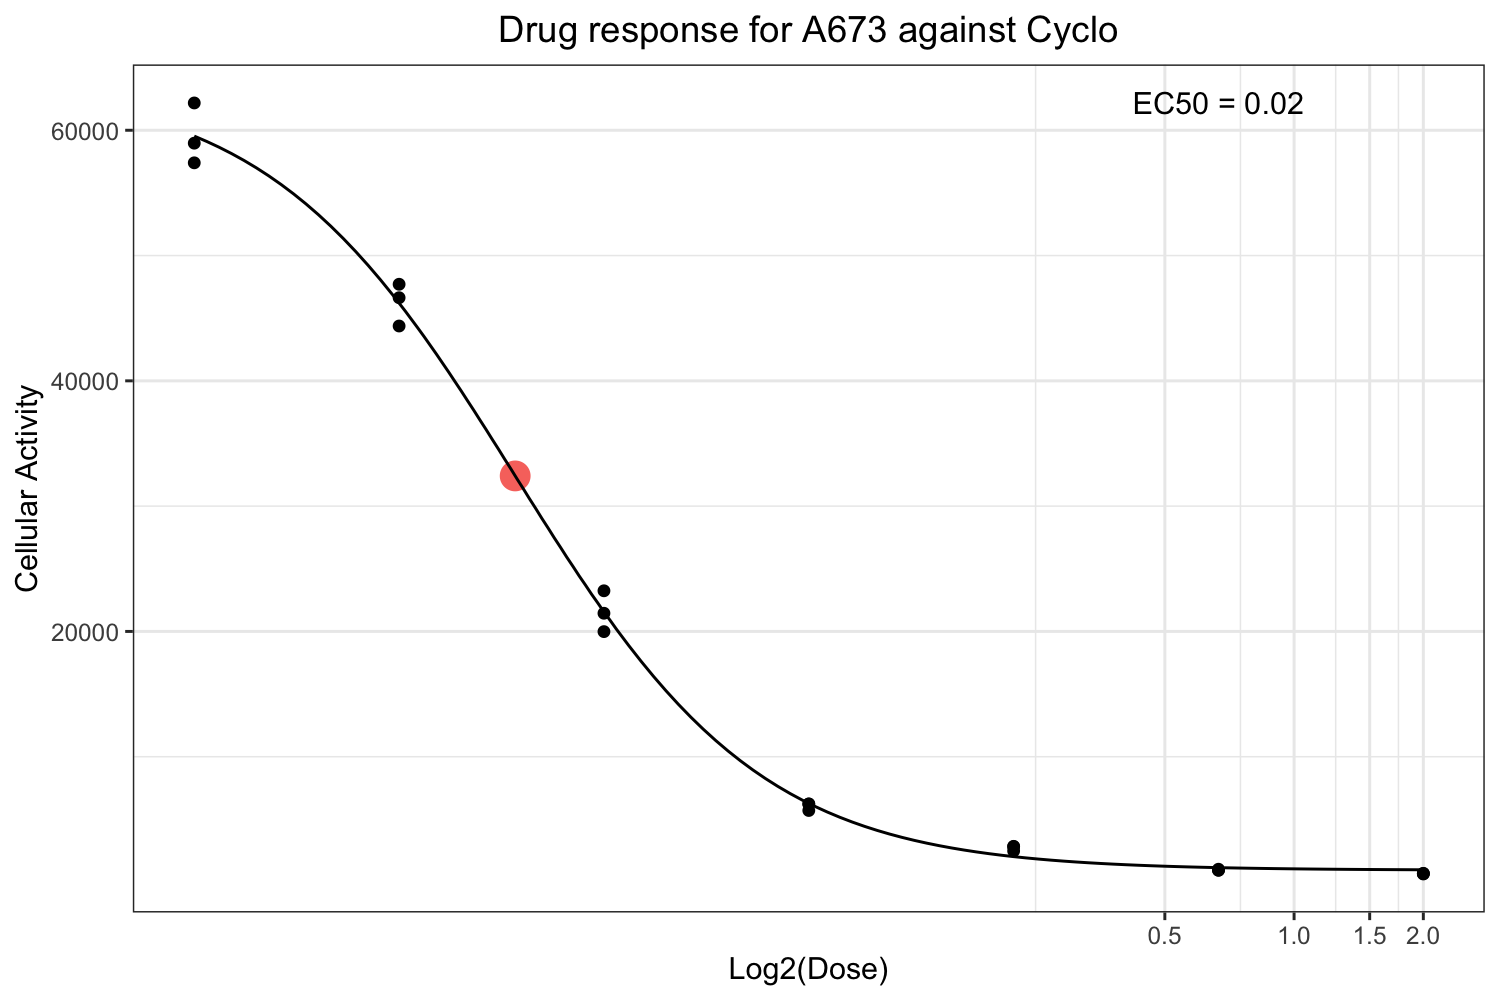 Drug response for A673 against Cyclo
EC50 = 0.02
60000
40000
20000
Cellular Activity
0.5 1.0 1.5 2.0
Log2(Dose)